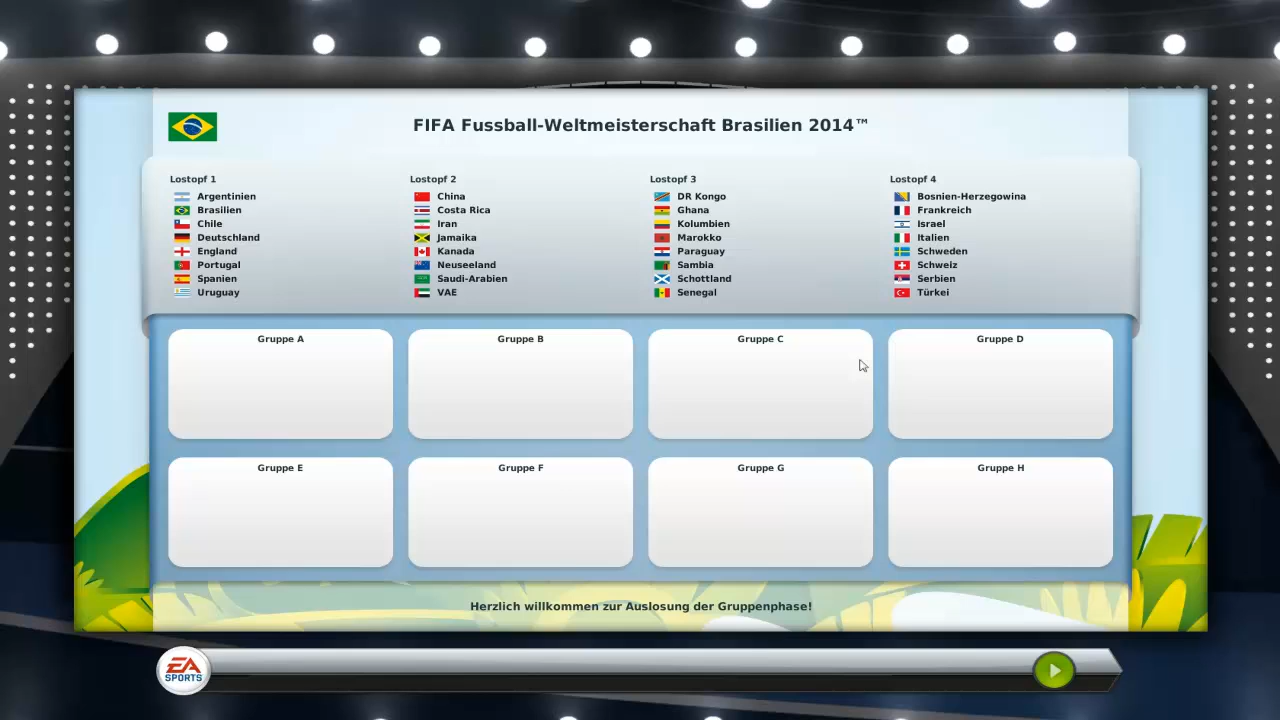 FIFA Fussball-Weltmeisterschaft Brasilien 2014™
Lostopf 1
Argentinien
Brasilien
Chile
Deutschland
England
Portugal
Spanien
Uruguay
Lostopf 2
China
Costa Rica
Iran
Jamaika
Kanada
Neuseeland
Saudi-Arabien
VAE
Lostopf 3
DR Kongo
Ghana
Kolumbien
Marokko
Paraguay
Sambia
Schottland
Senegal
Lostopf 4
Bosnien-Herzegowina
Frankreich
Israel
Italien
Schweden
Schweiz
Serbien
Türkei
Gruppe A
Gruppe B
Gruppe C
Gruppe D
Gruppe E
Gruppe F
Gruppe G
Gruppe H
Herzlich willkommen zur Auslosung der Gruppenphase!
EA
SPORTS